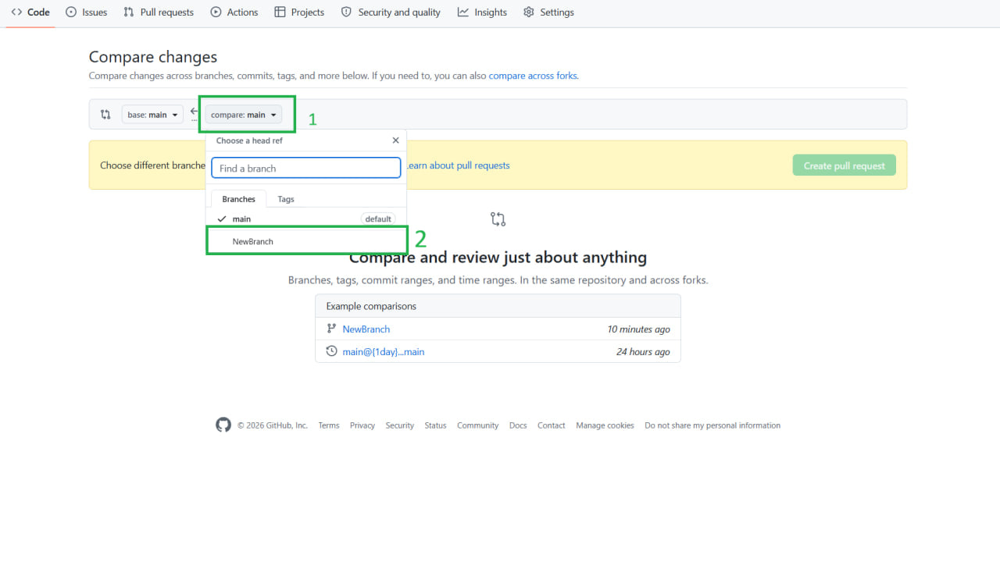 Code Issues Pull requests Actions Projects Security and quality Insights Settings
Compare changes
Compare changes across branches, commits, tags, and more below. If you need to, you can also compare across forks.
base: main compare: main 1
Choose a head ref
Choose different branche Find a branch earn about pull requests Create pull request
Branches Tags
main default
NewBranch 2
Compare and review just about anything
Branches, tags, commit ranges, and time ranges. In the same repository and across forks.
Example comparisons
NewBranch 10 minutes ago
main@{1day}...main 24 hours ago
© 2026 GitHub, Inc. Terms Privacy Security Status Community Docs Contact Manage cookies Do not share my personal information